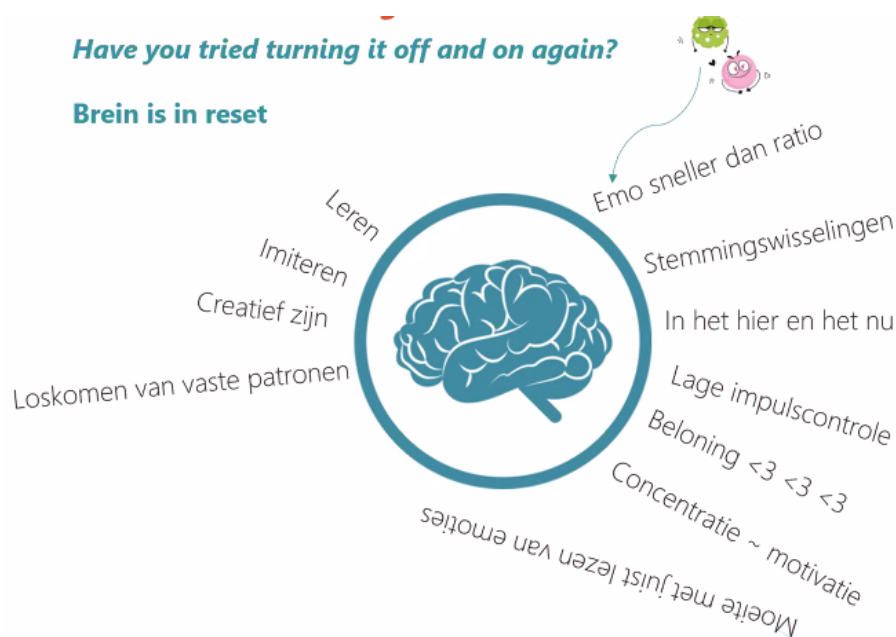 Have you tried turning it off and on again?
Brein is in reset
Leren
Imiteren
Creatief zijn
Loskomen van vaste patronen
Emo sneller dan ratio
Stemmingswisselingen
In het hier en het nu
Lage impulscontrole
Beloning <3 <3 <3
Concentratie ~ motivatie
Moeite met juist lezen van emoties